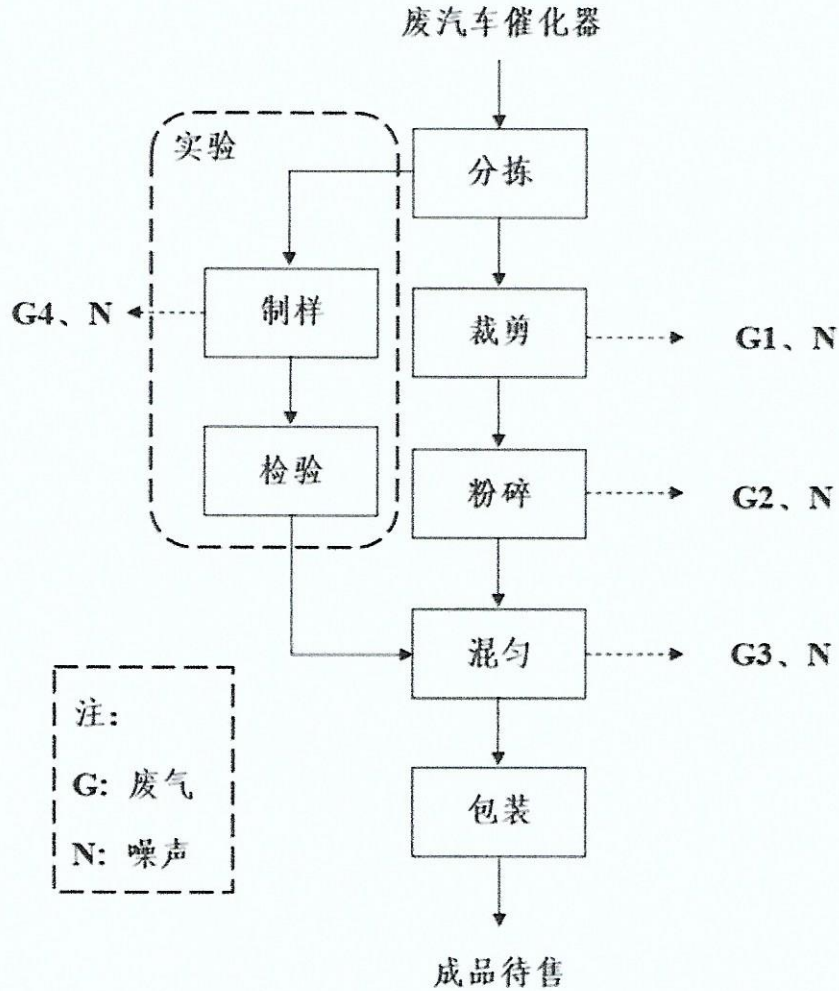 废汽车催化器
实验
分拣
制样
G4、N
裁剪
G1、N
检验
粉碎
G2、N
混匀
G3、N
注:
G: 废气
N: 噪声
包装
成品待售